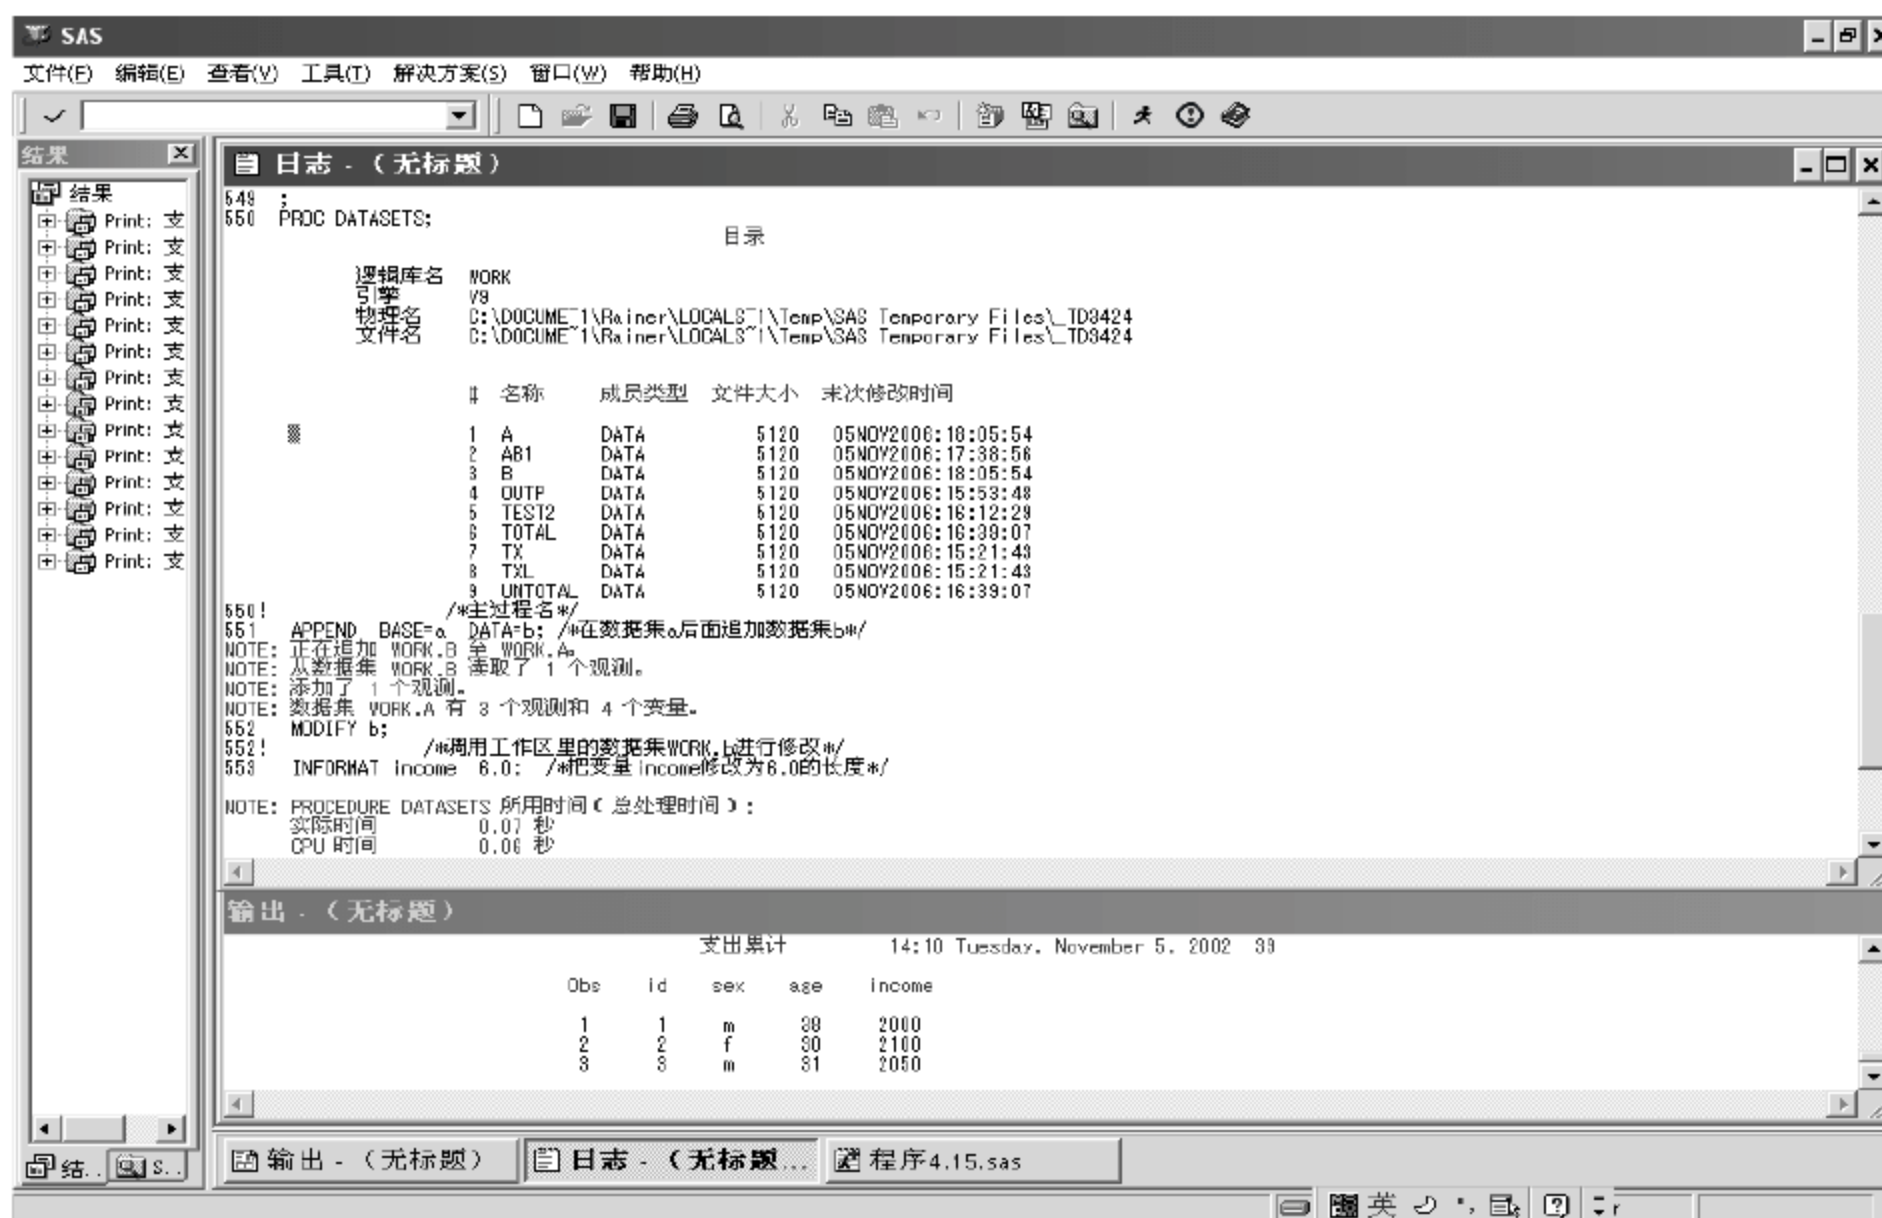 SAS
文件(F) 编辑(E) 查看(V) 工具(T) 解决方案(S) 窗口(W) 帮助(H)
结果
结果
Print: 支
Print: 支
Print: 支
Print: 支
Print: 支
Print: 支
Print: 支
Print: 支
Print: 支
Print: 支
Print: 支
Print: 支
Print: 支
Print: 支
结..
S..
日志 - (无标题)
549 ;
550 PROC DATASETS;
目录
逻辑库名 WORK
引擎 V9
物理名 C:\DOCUME~1\Rainer\LOCALS~1\Temp\SAS Temporary Files\_TD3424
文件名 C:\DOCUME~1\Rainer\LOCALS~1\Temp\SAS Temporary Files\_TD3424
# 名称 成员类型 文件大小 末次修改时间
1 A DATA 5120 05NOV2006:18:05:54
2 AB1 DATA 5120 05NOV2006:17:38:56
3 B DATA 5120 05NOV2006:18:05:54
4 OUTP DATA 5120 05NOV2006:15:53:48
5 TEST2 DATA 5120 05NOV2006:16:12:29
6 TOTAL DATA 5120 05NOV2006:16:39:07
7 TX DATA 5120 05NOV2006:15:21:43
8 TXL DATA 5120 05NOV2006:15:21:43
9 UNTOTAL DATA 5120 05NOV2006:16:39:07
550! /*主过程名*/
551 APPEND BASE=a DATA=b; /*在数据集a后面追加数据集b*/
NOTE: 正在追加 WORK.B 至 WORK.A。
NOTE: 从数据集 WORK.B 读取了 1 个观测。
NOTE: 添加了 1 个观测。
NOTE: 数据集 WORK.A 有 3 个观测和 4 个变量。
552 MODIFY b;
552! /*调用工作区里的数据集WORK.b进行修改*/
553 INFORMAT income 6.0; /*把变量income修改为6.0的长度*/
NOTE: PROCEDURE DATASETS 所用时间(总处理时间):
实际时间 0.07 秒
CPU 时间 0.06 秒
输出 - (无标题)
支出累计 14:10 Tuesday, November 5, 2002 39
Obs id sex age income
1 1 m 38 2000
2 2 f 30 2100
3 3 m 31 2050
输出 - (无标题)
日志 - (无标题...
程序4.15.sas
英